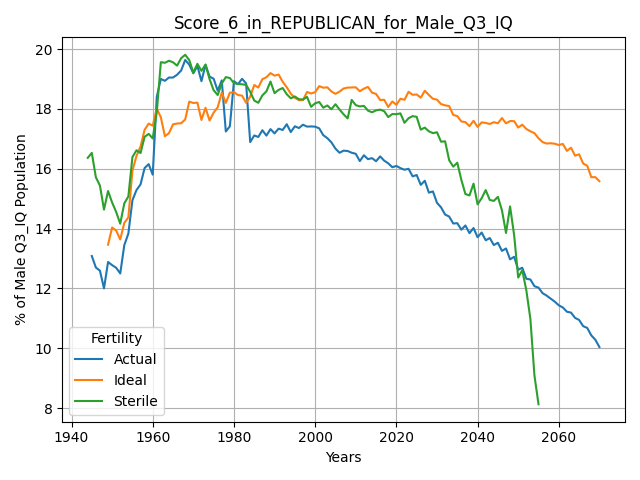 Score_6_in_REPUBLICAN_for_Male_Q3_IQ
% of Male Q3_IQ Population
20
18
16
14
12
10
8
Fertility
Actual
Ideal
Sterile
1940 1960 1980 2000 2020 2040 2060
Years